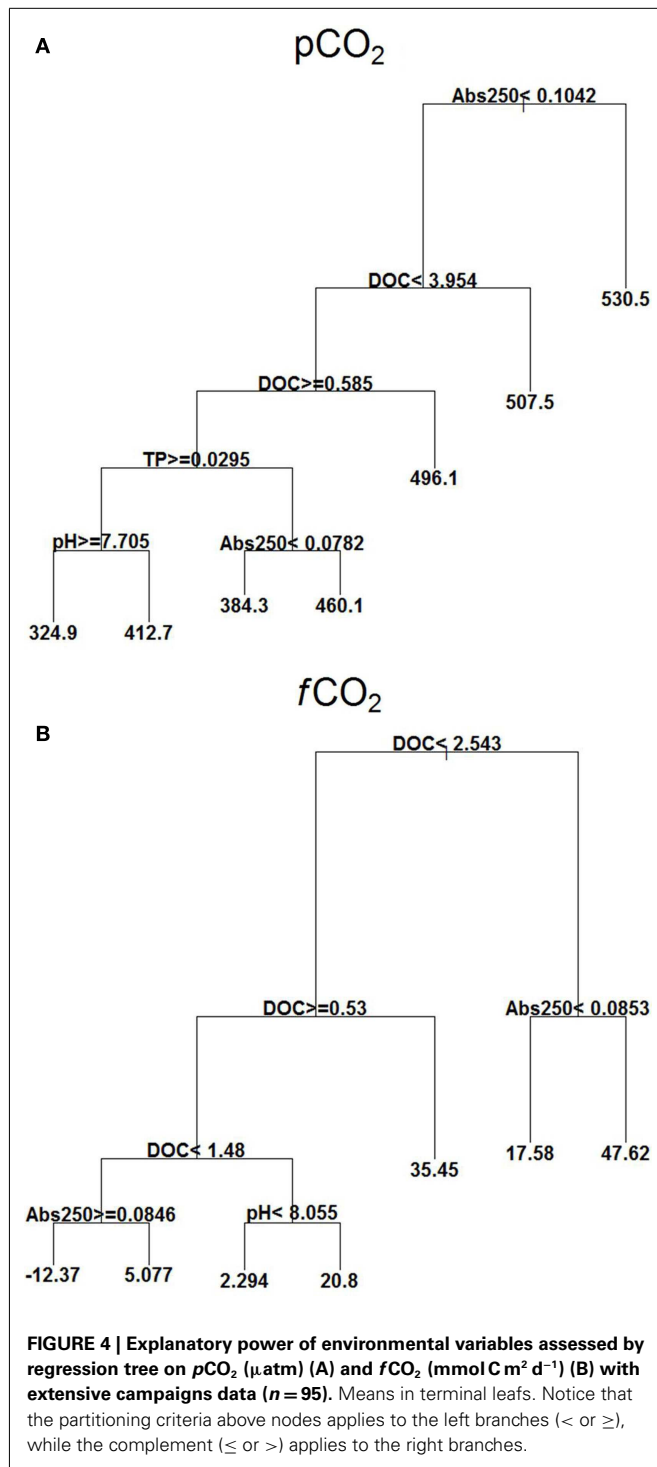 A
pCO₂
Abs250< 0.1042
DOC< 3.954
530.5
DOC>=0.585
507.5
TP>=0.0295
496.1
pH>=7.705
Abs250< 0.0782
384.3
460.1
324.9
412.7
fCO₂
B
DOC< 2.543
DOC>=0.53
Abs250< 0.0853
DOC< 1.48
35.45
17.58
47.62
Abs250>=0.0846
pH< 8.055
-12.37
5.077
2.294
20.8
FIGURE 4 | Explanatory power of environmental variables assessed by
regression tree on pCO₂ (μatm) (A) and fCO₂ (mmol C m² d⁻¹) (B) with
extensive campaigns data (n = 95). Means in terminal leafs. Notice that
the partitioning criteria above nodes applies to the left branches (< or ≥),
while the complement (≤ or >) applies to the right branches.